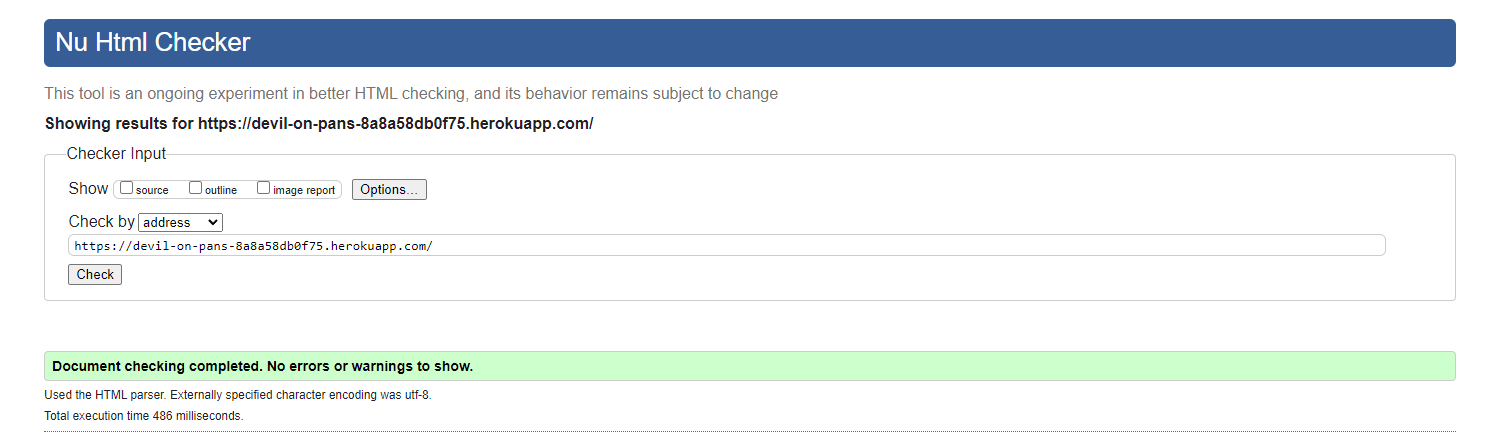 Nu Html Checker
This tool is an ongoing experiment in better HTML checking, and its behavior remains subject to change
Showing results for https://devil-on-pans-8a8a58db0f75.herokuapp.com/
Checker Input
Show source outline image report Options...
Check by address
https://devil-on-pans-8a8a58db0f75.herokuapp.com/
Check
Document checking completed. No errors or warnings to show.
Used the HTML parser. Externally specified character encoding was utf-8.
Total execution time 486 milliseconds.